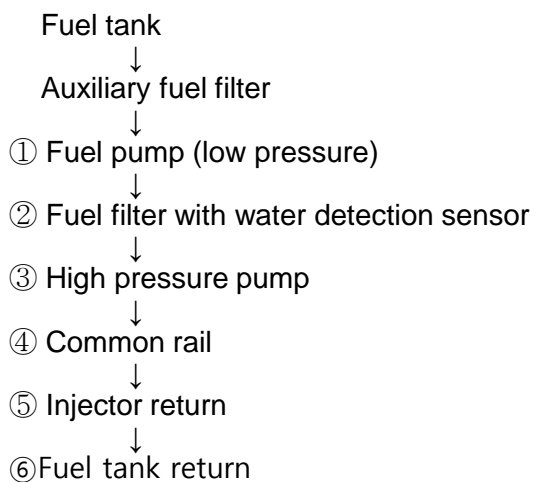 Fuel tank
↓
Auxiliary fuel filter
↓
① Fuel pump (low pressure)
↓
② Fuel filter with water detection sensor
↓
③ High pressure pump
↓
④ Common rail
↓
⑤ Injector return
↓
⑥Fuel tank return